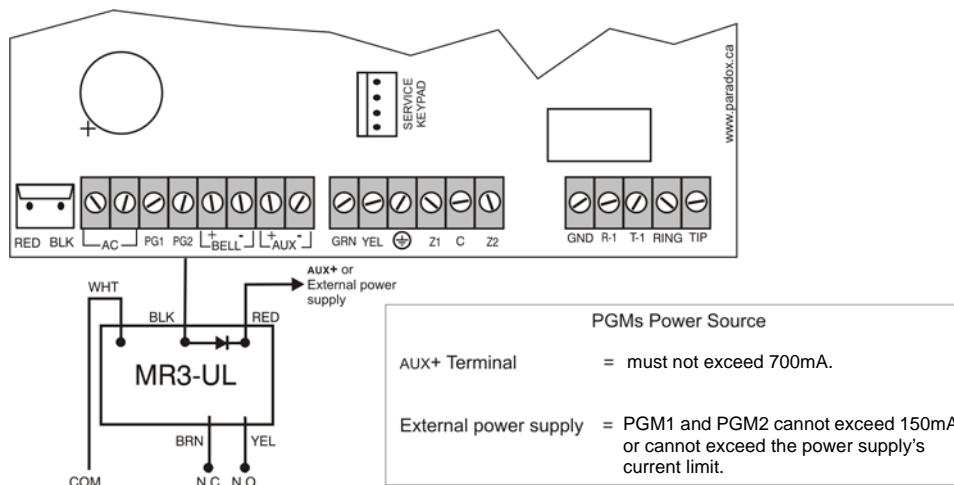 www.paradox.ca
SERVICE
KEYPAD
+
RED BLK AC PG1 PG2 + BELL - + AUX - GRN YEL Z1 C Z2 GND R-1 T-1 RING TIP
AUX+ or
External power
supply
WHT
BLK RED
MR3-UL
BRN YEL
COM N.C. N.O.
PGMs Power Source
AUX+ Terminal = must not exceed 700mA.
External power supply = PGM1 and PGM2 cannot exceed 150mA
or cannot exceed the power supply's
current limit.